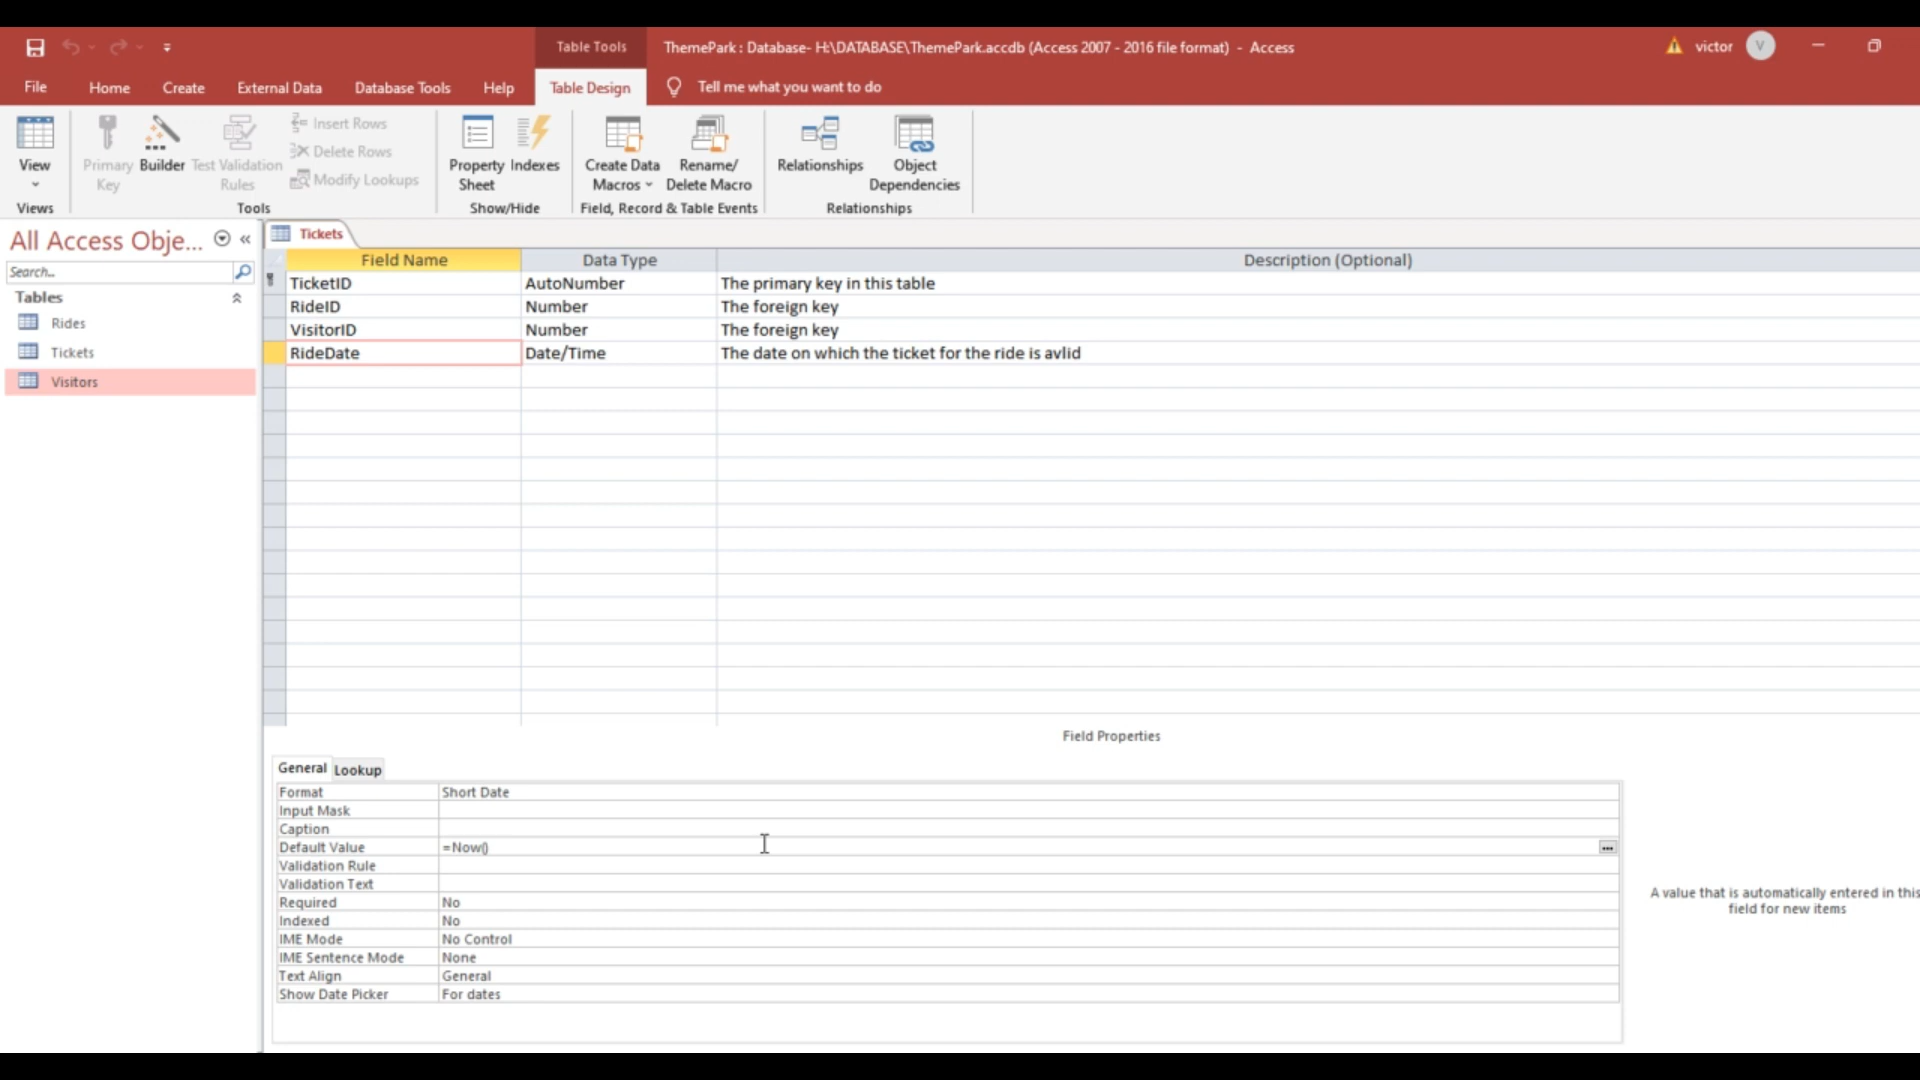 Table Tools
ThemePark : Database- H:\DATABASE\ThemePark.accdb (Access 2007 - 2016 file format) - Access
victor
V
File
Home
Create
External Data
Database Tools
Help
Table Design
Tell me what you want to do
View
Primary
Key
Builder
Test Validation
Rules
Insert Rows
Delete Rows
Modify Lookups
Property
Sheet
Indexes
Create Data
Macros
Rename/
Delete Macro
Relationships
Object
Dependencies
Views
Tools
Show/Hide
Field, Record & Table Events
Relationships
All Access Obje...
Search...
Tables
Rides
Tickets
Visitors
Tickets
Field Name Data Type Description (Optional)
TicketID AutoNumber The primary key in this table
RideID Number The foreign key
VisitorID Number The foreign key
RideDate Date/Time The date on which the ticket for the ride is avlid
Field Properties
General Lookup
Format Short Date
Input Mask
Caption
Default Value =Now()
Validation Rule
Validation Text
Required No
Indexed No
IME Mode No Control
IME Sentence Mode None
Text Align General
Show Date Picker For dates
A value that is automatically entered in this
field for new items